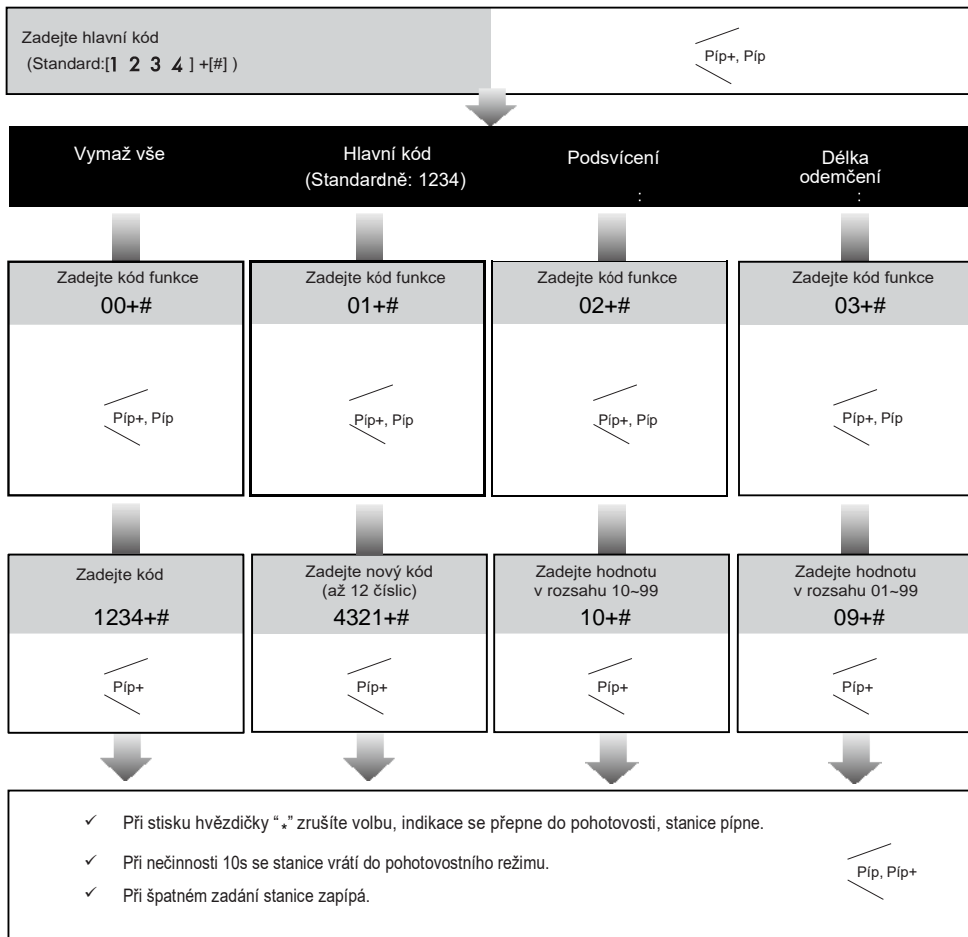 Zadejte hlavní kód
(Standard:[1 2 3 4 ] +[#] )
Píp+, Píp
Vymaž vše
Hlavní kód
(Standardně: 1234)
Podsvícení
:
Délka
odemčení
:
Zadejte kód funkce
00+#
Píp+, Píp
Zadejte kód funkce
01+#
Píp+, Píp
Zadejte kód funkce
02+#
Píp+, Píp
Zadejte kód funkce
03+#
Píp+, Píp
Zadejte kód
1234+#
Píp+
Zadejte nový kód
(až 12 číslic)
4321+#
Píp+
Zadejte hodnotu
v rozsahu 10~99
10+#
Píp+
Zadejte hodnotu
v rozsahu 01~99
09+#
Píp+
✓ Při stisku hvězdičky “*” zrušíte volbu, indikace se přepne do pohotovosti, stanice pípne.
✓ Při nečinnosti 10s se stanice vrátí do pohotovostního režimu.
✓ Při špatném zadání stanice zapípá.
Píp, Píp+